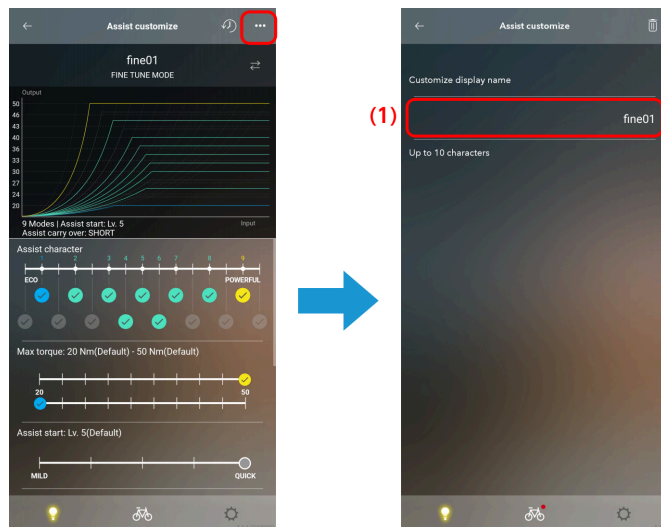 Assist customize
fine01
FINE TUNE MODE
Output
50
46
43
40
36
33
30
27
24
20
9 Modes | Assist start: Lv. 5
Input
Assist carry over: SHORT
Assist character
1 2 3 4 5 6 7 8 9
ECO POWERFUL
Max torque: 20 Nm(Default) - 50 Nm(Default)
20 50
Assist start: Lv. 5(Default)
MILD QUICK
Assist customize
Customize display name
(1)
fine01
Up to 10 characters